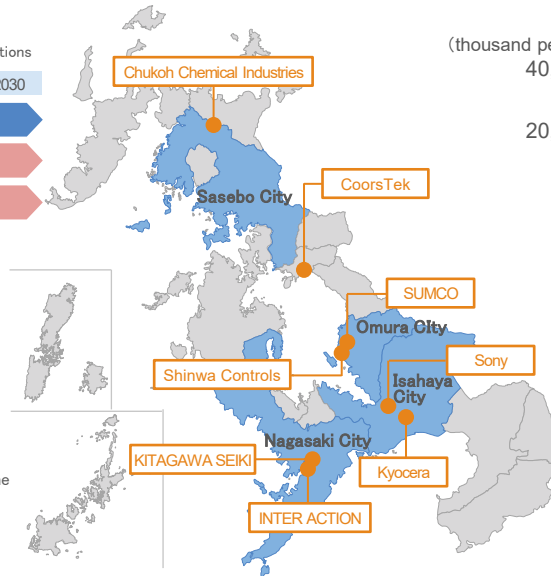 tions
2030
(thousand pe
40
20
Chukoh Chemical Industries
Sasebo City
CoorsTek
SUMCO
Omura City
Shinwa Controls
Sony
Isahaya
City
Nagasaki City
KITAGAWA SEIKI
Kyocera
ne
INTER ACTION